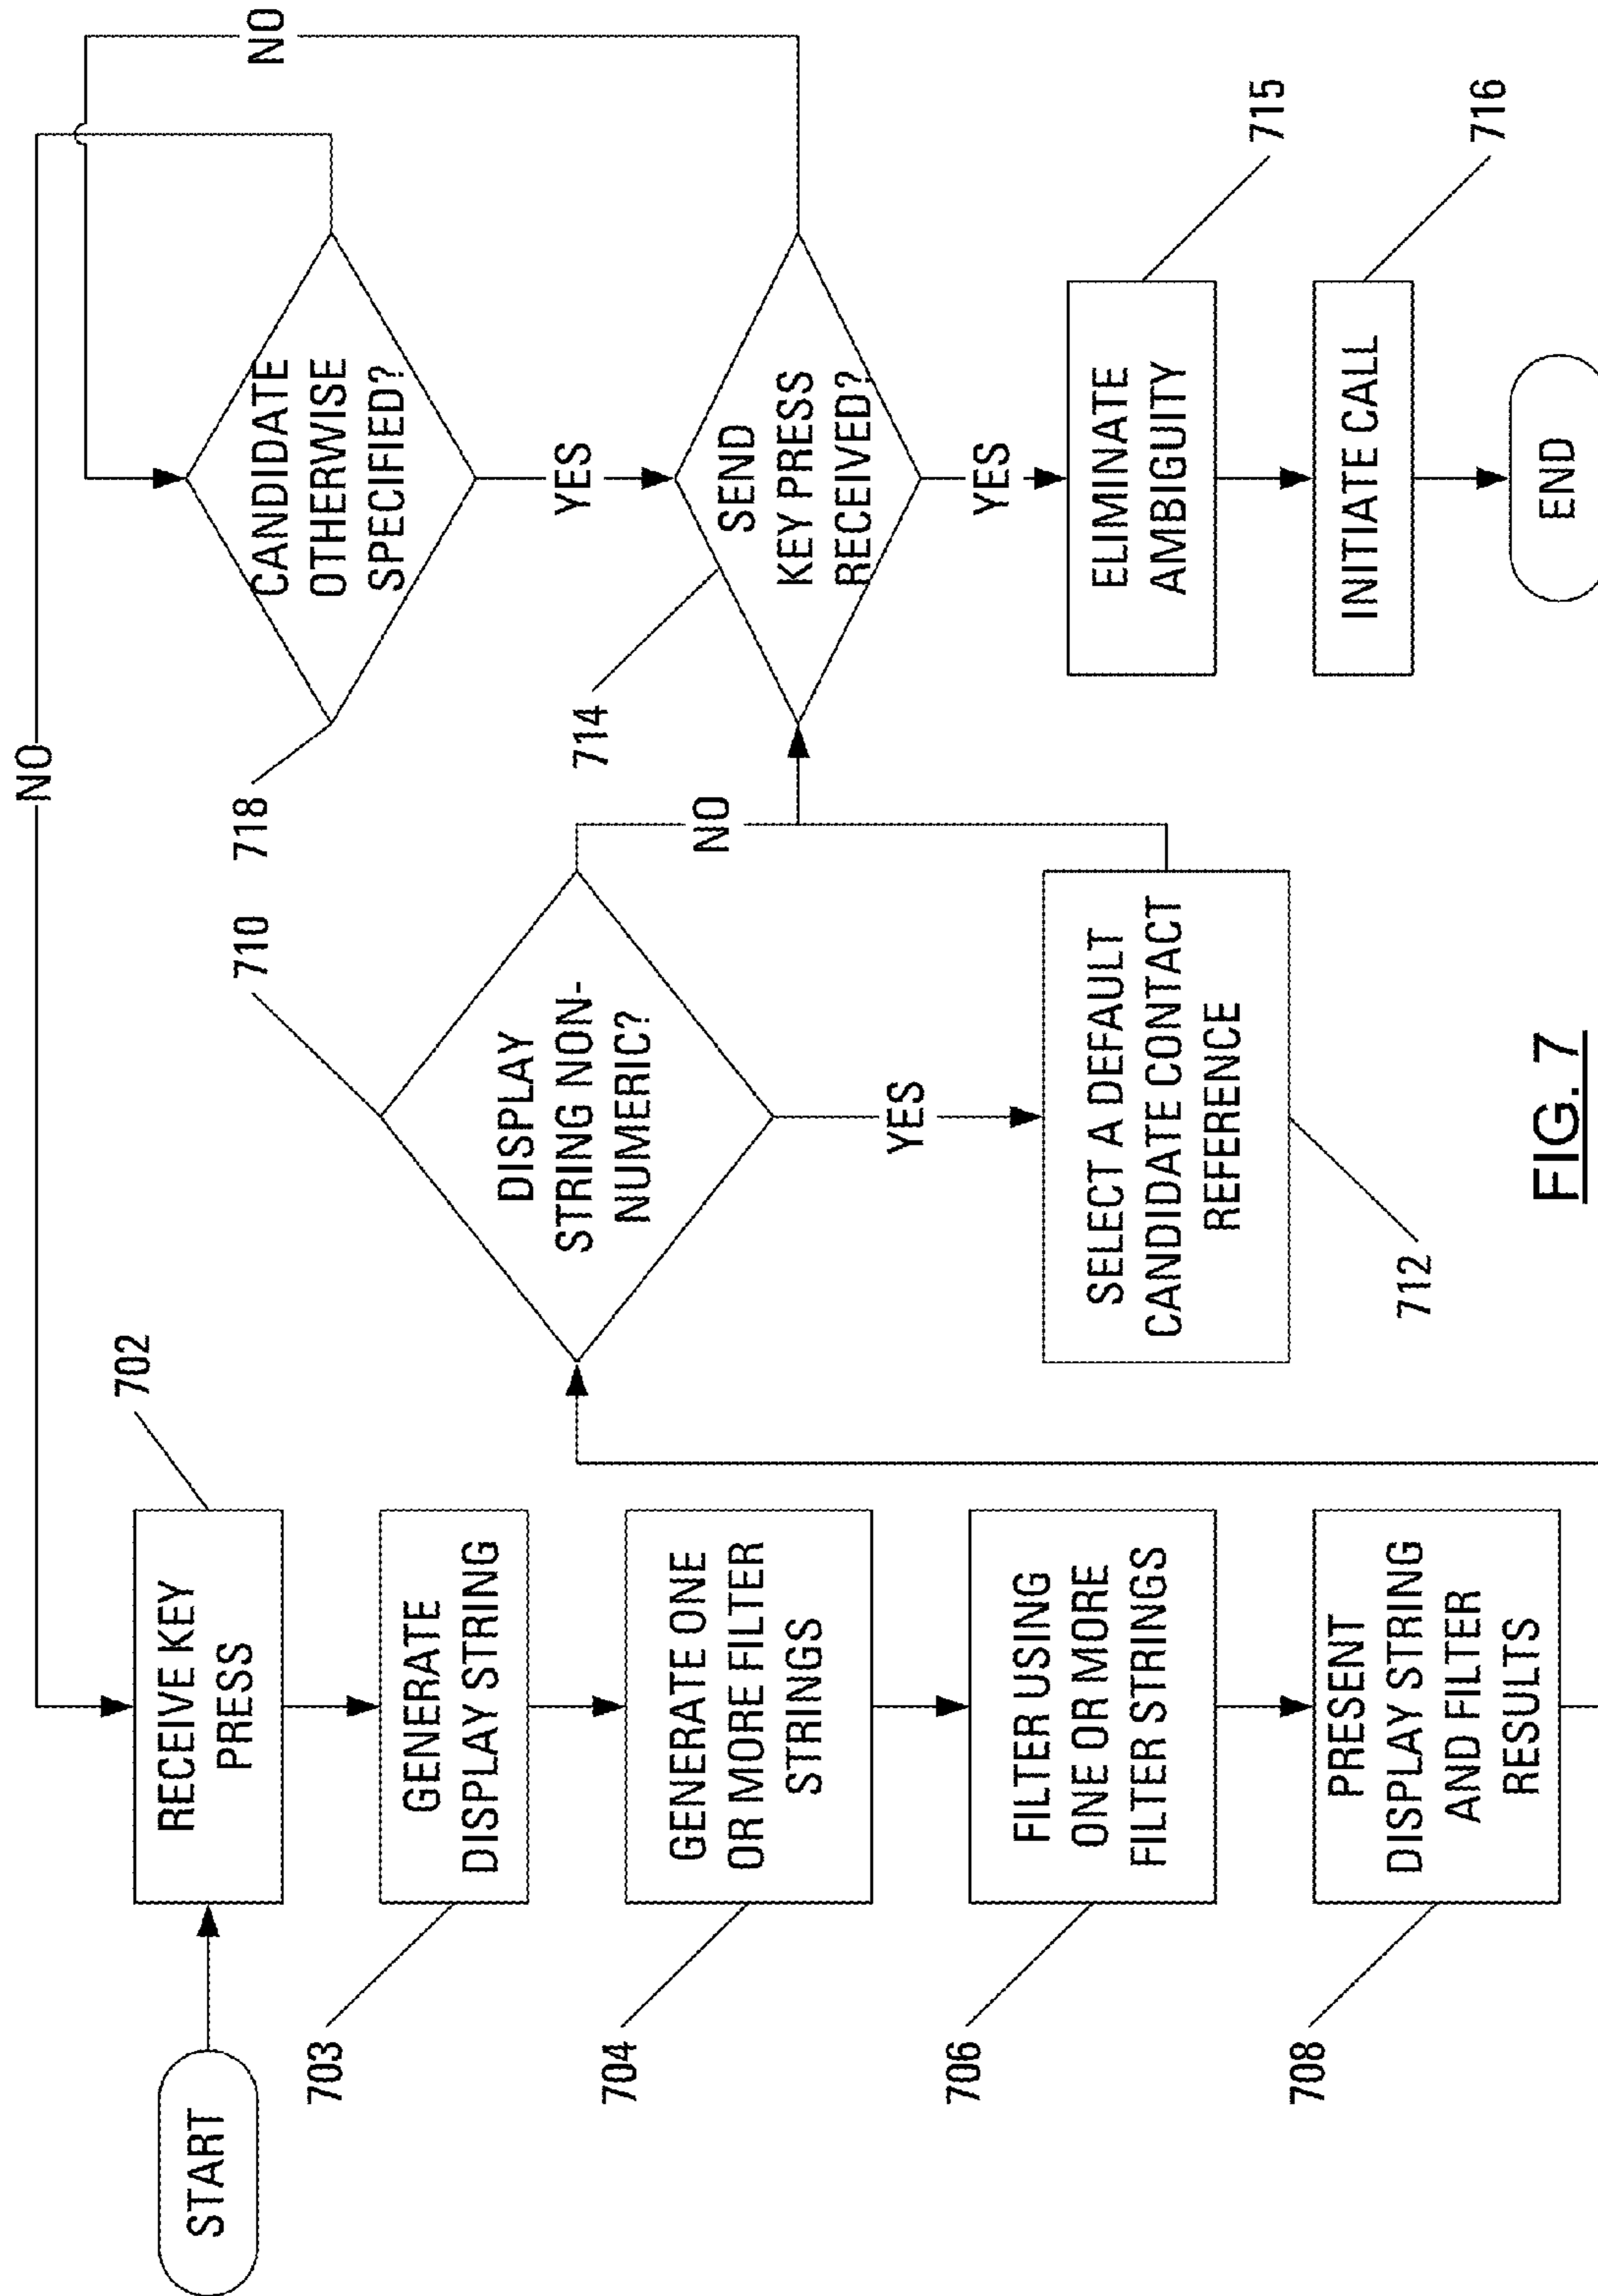 START
702
RECEIVE KEY
PRESS
703
GENERATE
DISPLAY STRING
704
GENERATE ONE
OR MORE FILTER
STRINGS
706
FILTER USING
ONE OR MORE
FILTER STRINGS
708
PRESENT
DISPLAY STRING
AND FILTER
RESULTS
710
DISPLAY
STRING NON-
NUMERIC?
NO
YES
SELECT A DEFAULT
CANDIDATE CONTACT
REFERENCE
712
NO
718
CANDIDATE
OTHERWISE
SPECIFIED?
YES
NO
714
SEND
KEY PRESS
RECEIVED?
YES
715
ELIMINATE
AMBIGUITY
716
INITIATE CALL
END
FIG. 7